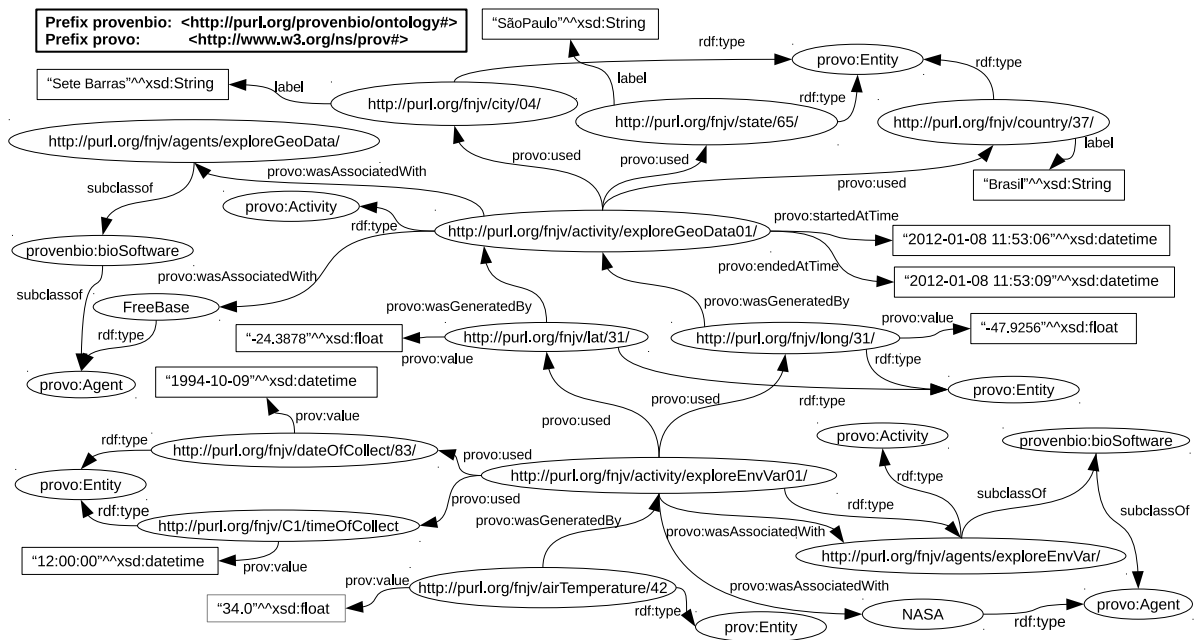 Prefix provenbio: <http://purl.org/provenbio/ontology#>
Prefix provo: <http://www.w3.org/ns/prov#>
“SãoPaulo”^^xsd:String
rdf:type
provo:Entity
rdf:type
“Sete Barras”^^xsd:String
label
label
http://purl.org/fnjv/city/04/
rdf:type
http://purl.org/fnjv/state/65/
http://purl.org/fnjv/country/37/
label
http://purl.org/fnjv/agents/exploreGeoData/
provo:used
provo:used
provo:used
“Brasil”^^xsd:String
provo:wasAssociatedWith
subclassof
provo:Activity
rdf:type
provo:startedAtTime
http://purl.org/fnjv/activity/exploreGeoData01/
“2012-01-08 11:53:06”^^xsd:datetime
provenbio:bioSoftware
provo:endedAtTime
provo:wasAssociatedWith
“2012-01-08 11:53:09”^^xsd:datetime
subclassof
FreeBase
provo:wasGeneratedBy
provo:wasGeneratedBy
rdf:type
provo:value
“-24.3878”^^xsd:float
http://purl.org/fnjv/lat/31/
http://purl.org/fnjv/long/31/
“-47.9256”^^xsd:float
provo:value
rdf:type
provo:Agent
“1994-10-09”^^xsd:datetime
rdf:type
provo:Entity
provo:used
provo:used
prov:value
rdf:type
http://purl.org/fnjv/dateOfCollect/83/
provo:Activity
provenbio:bioSoftware
provo:used
provo:Entity
http://purl.org/fnjv/activity/exploreEnvVar01/
rdf:type
rdf:type
subclassOf
rdf:type
http://purl.org/fnjv/C1/timeOfCollect
provo:wasGeneratedBy
provo:wasAssociatedWith
subclassOf
“12:00:00”^^xsd:datetime
prov:value
http://purl.org/fnjv/agents/exploreEnvVar/
prov:value
http://purl.org/fnjv/airTemperature/42
provo:wasAssociatedWith
“34.0”^^xsd:float
rdf:type
prov:Entity
NASA
rdf:type
provo:Agent